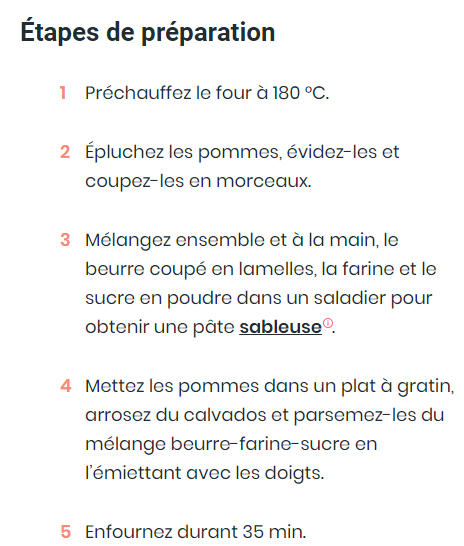 Étapes de préparation
1 Préchauffez le four à 180 °C.
2 Épluchez les pommes, évidez-les et
coupez-les en morceaux.
3 Mélangez ensemble et à la main, le
beurre coupé en lamelles, la farine et le
sucre en poudre dans un saladier pour
obtenir une pâte sableuseⓘ.
4 Mettez les pommes dans un plat à gratin,
arrosez du calvados et parsemez-les du
mélange beurre-farine-sucre en
l’émiettant avec les doigts.
5 Enfournez durant 35 min.